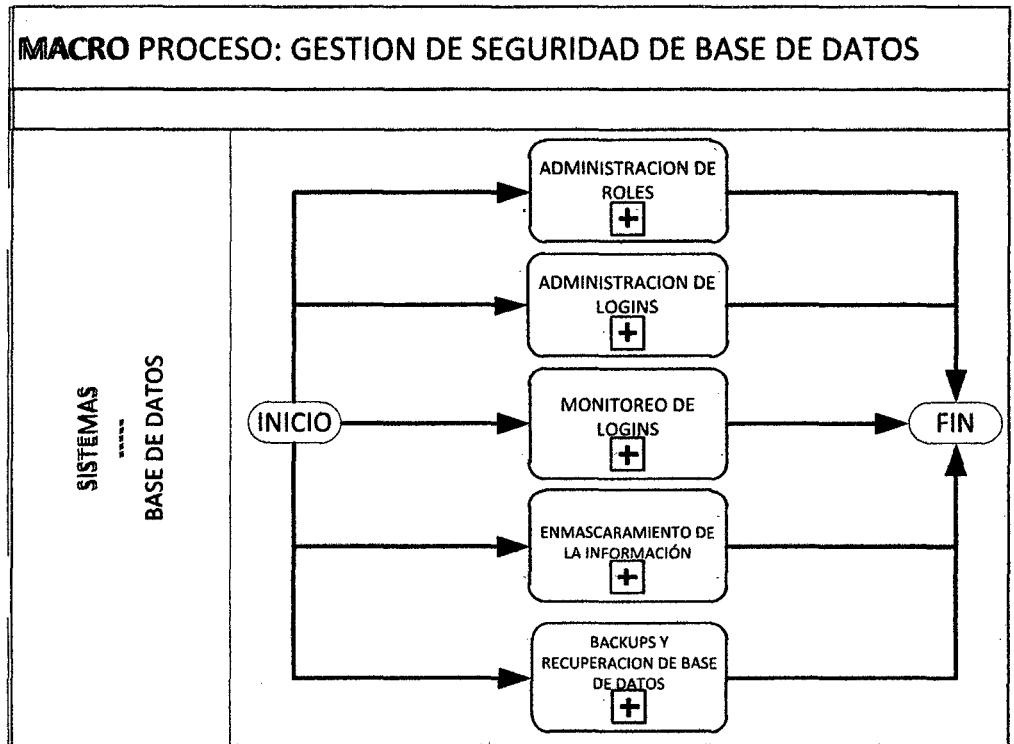 MACRO PROCESO: GESTION DE SEGURIDAD DE BASE DE DATOS
SISTEMAS
-----
BASE DE DATOS
INICIO
ADMINISTRACION DE
ROLES
+
ADMINISTRACION DE
LOGINS
+
MONITOREO DE
LOGINS
+
ENMASCARAMIENTO DE
LA INFORMACIÓN
+
BACKUPS Y
RECUPERACION DE BASE
DE DATOS
+
FIN